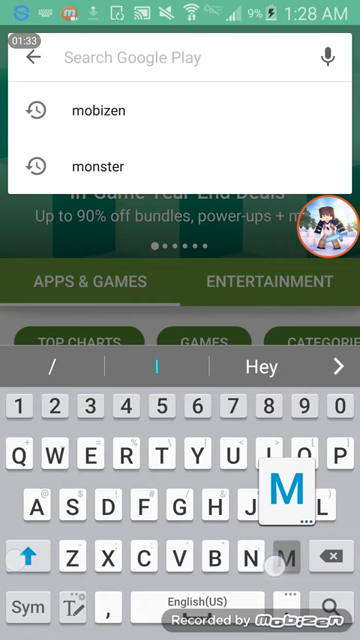 9% 1:28 AM
01:33
Search Google Play
mobizen
monster
In-Game Year End Deals
Up to 90% off bundles, power-ups + m
APPS & GAMES ENTERTAINMENT
TOP CHARTS GAMES CATEGORIE
/ I Hey
1 2 3 4 5 6 7 8 9 0
Q W E R T Y U I O P
A S D F G H J L
M
Z X C V B N M
Sym T , English(US) .
Recorded by mobizen